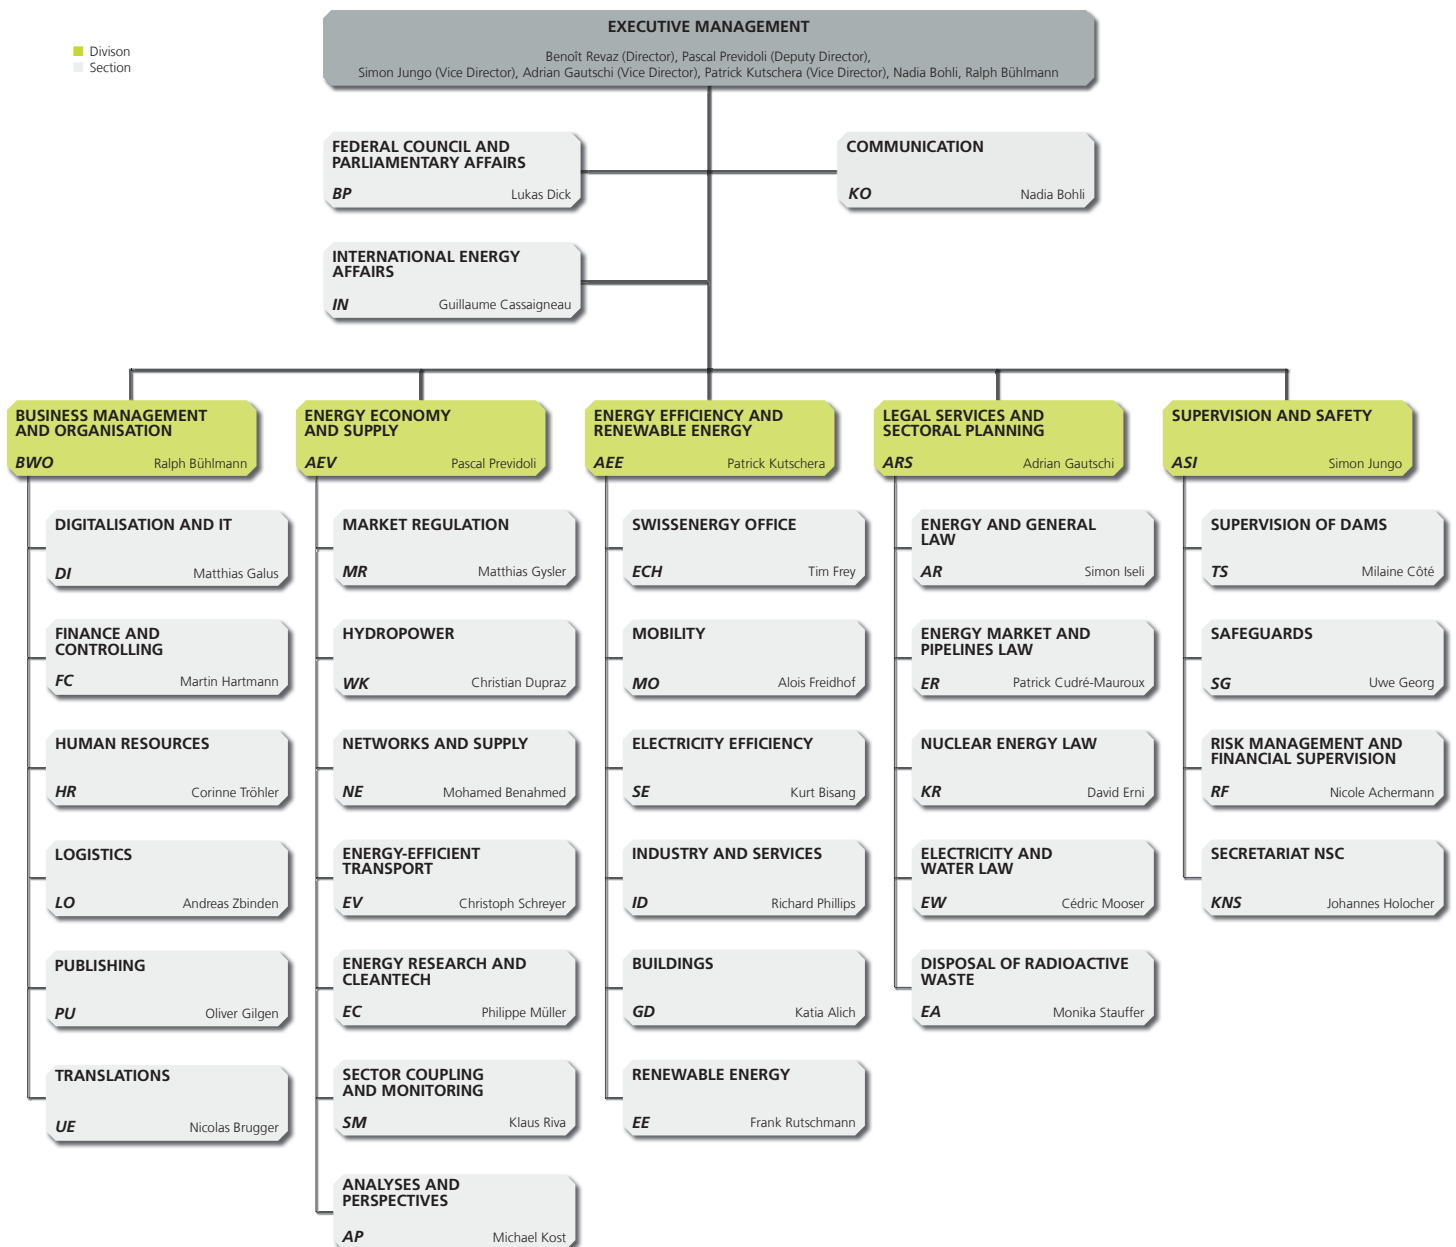 EXECUTIVE MANAGEMENT
Benoît Revaz (Director), Pascal Previdoli (Deputy Director),
Simon Jungo (Vice Director), Adrian Gautschi (Vice Director), Patrick Kutschera (Vice Director), Nadia Bohli, Ralph Bühlmann
Divison
Section
FEDERAL COUNCIL AND
PARLIAMENTARY AFFAIRS
BP Lukas Dick
COMMUNICATION
KO Nadia Bohli
INTERNATIONAL ENERGY
AFFAIRS
IN Guillaume Cassaigneau
BUSINESS MANAGEMENT
AND ORGANISATION
BWO Ralph Bühlmann
DIGITALISATION AND IT
DI Matthias Galus
FINANCE AND
CONTROLLING
FC Martin Hartmann
HUMAN RESOURCES
HR Corinne Tröhler
LOGISTICS
LO Andreas Zbinden
PUBLISHING
PU Oliver Gilgen
TRANSLATIONS
UE Nicolas Brugger
ENERGY ECONOMY
AND SUPPLY
AEV Pascal Previdoli
MARKET REGULATION
MR Matthias Gysler
HYDROPOWER
WK Christian Dupraz
NETWORKS AND SUPPLY
NE Mohamed Benahmed
ENERGY-EFFICIENT
TRANSPORT
EV Christoph Schreyer
ENERGY RESEARCH AND
CLEANTECH
EC Philippe Müller
SECTOR COUPLING
AND MONITORING
SM Klaus Riva
ANALYSES AND
PERSPECTIVES
AP Michael Kost
ENERGY EFFICIENCY AND
RENEWABLE ENERGY
AEE Patrick Kutschera
SWISSENERGY OFFICE
ECH Tim Frey
MOBILITY
MO Alois Freidhof
ELECTRICITY EFFICIENCY
SE Kurt Bisang
INDUSTRY AND SERVICES
ID Richard Phillips
BUILDINGS
GD Katia Alich
RENEWABLE ENERGY
EE Frank Rutschmann
LEGAL SERVICES AND
SECTORAL PLANNING
ARS Adrian Gautschi
ENERGY AND GENERAL
LAW
AR Simon Iseli
ENERGY MARKET AND
PIPELINES LAW
ER Patrick Cudré-Mauroux
NUCLEAR ENERGY LAW
KR David Erni
ELECTRICITY AND
WATER LAW
EW Cédric Mooser
DISPOSAL OF RADIOACTIVE
WASTE
EA Monika Stauffer
SUPERVISION AND SAFETY
ASI Simon Jungo
SUPERVISION OF DAMS
TS Milaine Côté
SAFEGUARDS
SG Uwe Georg
RISK MANAGEMENT AND
FINANCIAL SUPERVISION
RF Nicole Achermann
SECRETARIAT NSC
KNS Johannes Holocher